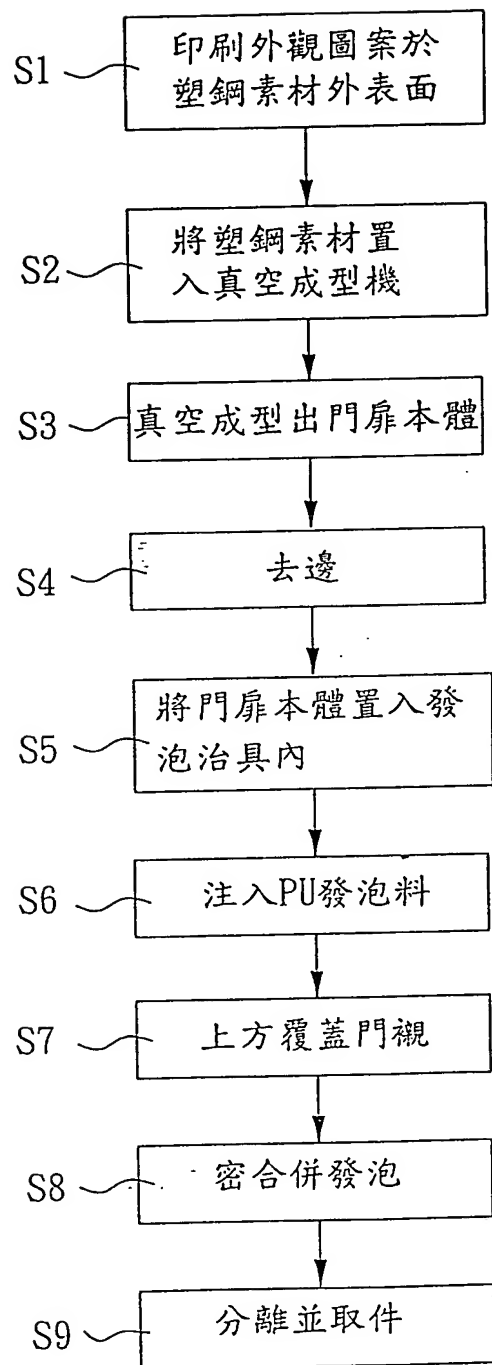 S1
印刷外觀圖案於
塑鋼素材外表面
S2
將塑鋼素材置
入真空成型機
S3
真空成型出門扉本體
S4
去邊
S5
將門扉本體置入發
泡治具內
S6
注入PU發泡料
S7
上方覆蓋門襯
S8
密合併發泡
S9
分離並取件